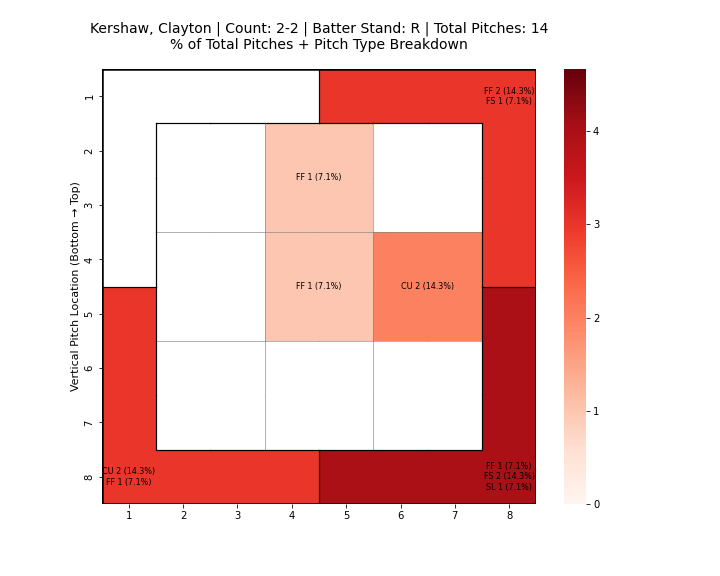 Kershaw, Clayton | Count: 2-2 | Batter Stand: R | Total Pitches: 14
% of Total Pitches + Pitch Type Breakdown
FF 2 (14.3%)
FS 1 (7.1%)
FF 1 (7.1%)
FF 1 (7.1%)
CU 2 (14.3%)
CU 2 (14.3%)
FF 1 (7.1%)
FF 1 (7.1%)
FS 2 (14.3%)
SL 1 (7.1%)
Vertical Pitch Location (Bottom → Top)
1
2
3
4
5
6
7
8
1
2
3
4
5
6
7
8
4
3
2
1
0